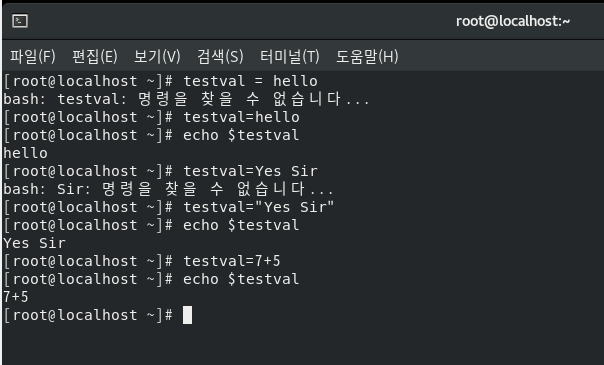 root@localhost:~
파일(F) 편집(E) 보기(V) 검색(S) 터미널(T) 도움말(H)
[root@localhost ~]# testval = hello
bash: testval: 명령을 찾을 수 없습니다...
[root@localhost ~]# testval=hello
[root@localhost ~]# echo $testval
hello
[root@localhost ~]# testval=Yes Sir
bash: Sir: 명령을 찾을 수 없습니다...
[root@localhost ~]# testval="Yes Sir"
[root@localhost ~]# echo $testval
Yes Sir
[root@localhost ~]# testval=7+5
[root@localhost ~]# echo $testval
7+5
[root@localhost ~]#